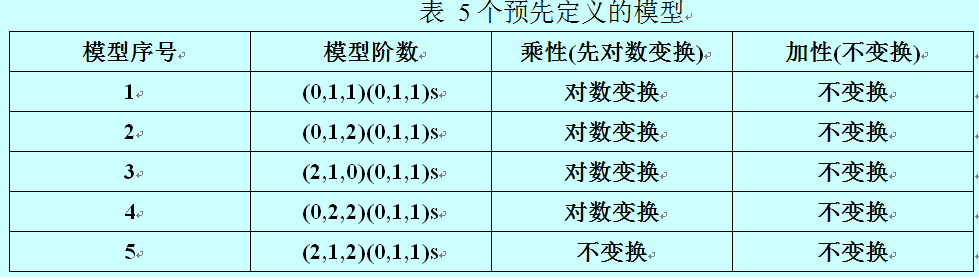 表 5个预先定义的模型
模型序号 模型阶数 乘性(先对数变换) 加性(不变换)
1 (0,1,1)(0,1,1)s 对数变换 不变换
2 (0,1,2)(0,1,1)s 对数变换 不变换
3 (2,1,0)(0,1,1)s 对数变换 不变换
4 (0,2,2)(0,1,1)s 对数变换 不变换
5 (2,1,2)(0,1,1)s 不变换 不变换